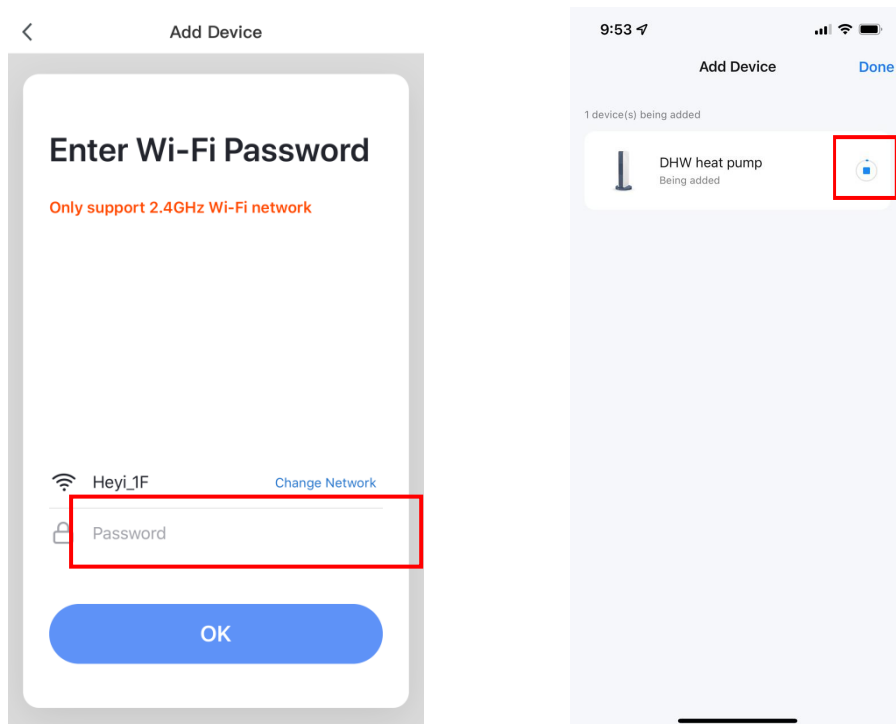 Add Device
Enter Wi-Fi Password
Only support 2.4GHz Wi-Fi network
Heyi_1F
Change Network
Password
OK
9:53
Add Device
Done
1 device(s) being added
DHW heat pump
Being added